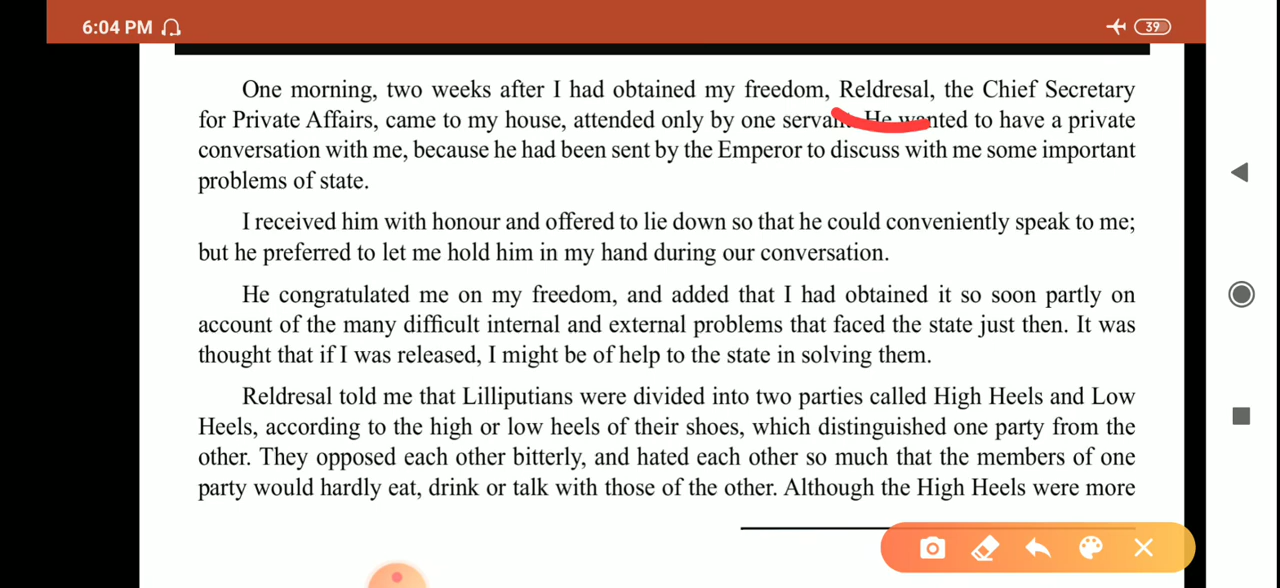 6:04 PM
39
One morning, two weeks after I had obtained my freedom, Reldresal, the Chief Secretary
for Private Affairs, came to my house, attended only by one servant. He wanted to have a private
conversation with me, because he had been sent by the Emperor to discuss with me some important
problems of state.
I received him with honour and offered to lie down so that he could conveniently speak to me;
but he preferred to let me hold him in my hand during our conversation.
He congratulated me on my freedom, and added that I had obtained it so soon partly on
account of the many difficult internal and external problems that faced the state just then. It was
thought that if I was released, I might be of help to the state in solving them.
Reldresal told me that Lilliputians were divided into two parties called High Heels and Low
Heels, according to the high or low heels of their shoes, which distinguished one party from the
other. They opposed each other bitterly, and hated each other so much that the members of one
party would hardly eat, drink or talk with those of the other. Although the High Heels were more